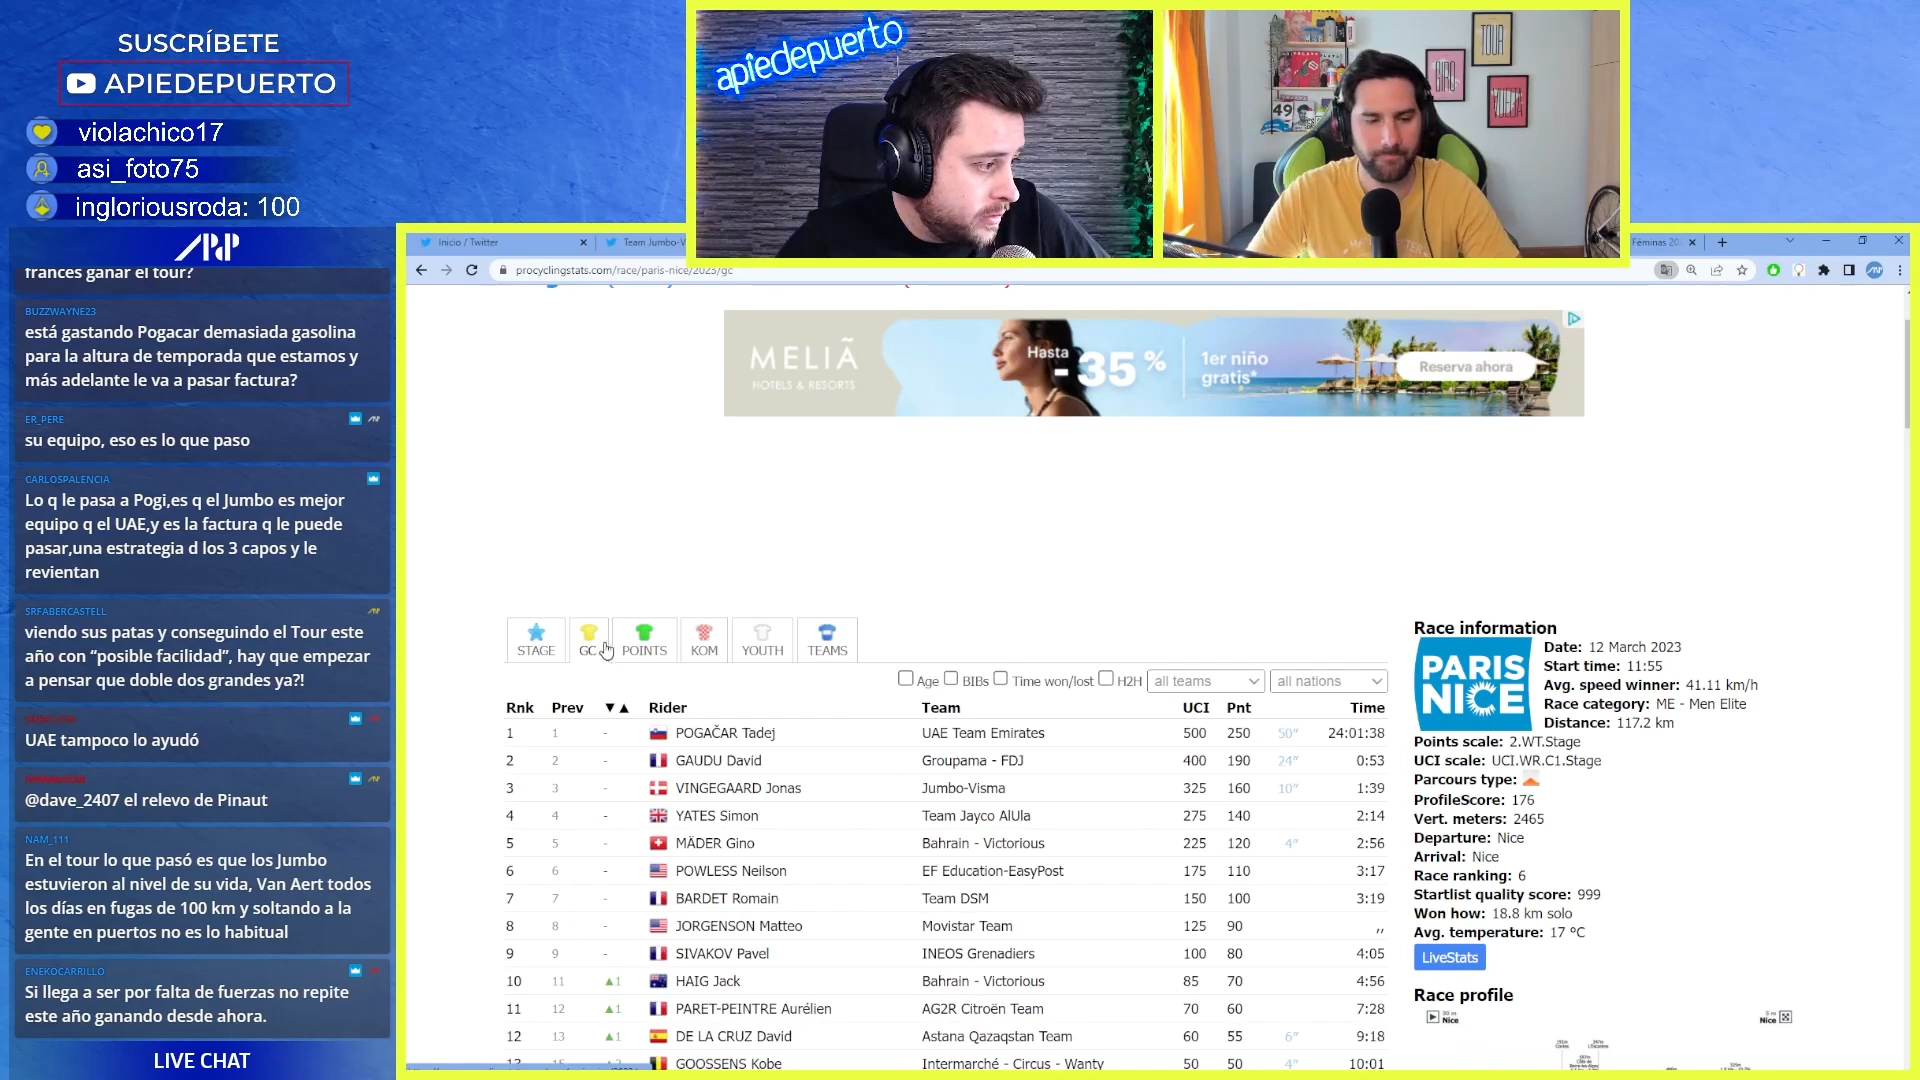 SUSCRÍBETE
APIEDEPUERTO
violachico17
asi_foto75
ingloriousroda: 100
francés ganar el tour?
BUZZWAYNE23
está gastando Pogacar demasiada gasolina
para la altura de temporada que estamos y
más adelante le va a pasar factura?
ER_PERE
su equipo, eso es lo que paso
CARLOSPALENCIA
Lo q le pasa a Pogi,es q el Jumbo es mejor
equipo q el UAE,y es la factura q le puede
pasar,una estrategia d los 3 capos y le
revientan
SRFABERCASTELL
viendo sus patas y conseguindo el Tour este
año con “posible facilidad”, hay que empezar
a pensar que doble dos grandes ya?!
UAE tampoco lo ayudó
@dave_2407 el relevo de Pinaut
NAM_111
En el tour lo que pasó es que los Jumbo
estuvieron al nivel de su vida, Van Aert todos
los días en fugas de 100 km y soltando a la
gente en puertos no es lo habitual
ENEKOCARRILLO
Si llega a ser por falta de fuerzas no repite
este año ganando desde ahora.
LIVE CHAT
apiedepuerto
TOUR
GIRO
49
Inicio / Twitter
Team Jumbo-V
Féminas 20
procyclingstats.com/race/paris-nice/2023/gc
MELIÃ
HOTELS & RESORTS
Hasta
-35%
1er niño
gratis*
Reserva ahora
STAGE GC POINTS KOM YOUTH TEAMS
Age BIBs Time won/lost H2H all teams all nations
Rnk Prev ▼▲ Rider Team UCI Pnt Time
1 1 - POGAČAR Tadej UAE Team Emirates 500 250 50″ 24:01:38
2 2 - GAUDU David Groupama - FDJ 400 190 24″ 0:53
3 3 - VINGEGAARD Jonas Jumbo-Visma 325 160 10″ 1:39
4 4 - YATES Simon Team Jayco AlUla 275 140 2:14
5 5 - MÄDER Gino Bahrain - Victorious 225 120 4″ 2:56
6 6 - POWLESS Neilson EF Education-EasyPost 175 110 3:17
7 7 - BARDET Romain Team DSM 150 100 3:19
8 8 - JORGENSON Matteo Movistar Team 125 90 ,,
9 9 - SIVAKOV Pavel INEOS Grenadiers 100 80 4:05
10 11 ▲1 HAIG Jack Bahrain - Victorious 85 70 4:56
11 12 ▲1 PARET-PEINTRE Aurélien AG2R Citroën Team 70 60 7:28
12 13 ▲1 DE LA CRUZ David Astana Qazaqstan Team 60 55 6″ 9:18
13 15 ▲2 GOOSSENS Kobe Intermarché - Circus - Wanty 50 50 4″ 10:01
Race information
PARIS
NICE
Date: 12 March 2023
Start time: 11:55
Avg. speed winner: 41.11 km/h
Race category: ME - Men Elite
Distance: 117.2 km
Points scale: 2.WT.Stage
UCI scale: UCI.WR.C1.Stage
Parcours type:
ProfileScore: 176
Vert. meters: 2465
Departure: Nice
Arrival: Nice
Race ranking: 6
Startlist quality score: 999
Won how: 18.8 km solo
Avg. temperature: 17 °C
LiveStats
Race profile
Nice
Nice